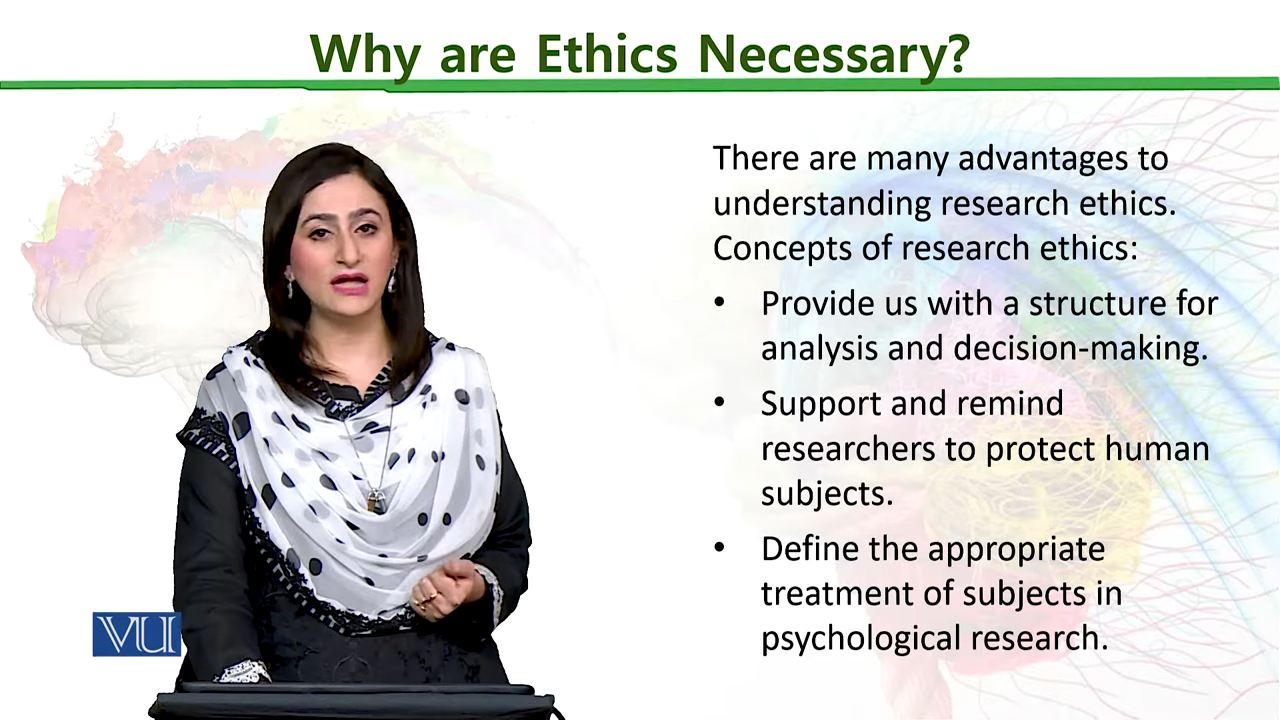 Why are Ethics Necessary?
There are many advantages to
understanding research ethics.
Concepts of research ethics:
• Provide us with a structure for
analysis and decision-making.
• Support and remind
researchers to protect human
subjects.
• Define the appropriate
treatment of subjects in
psychological research.
VU